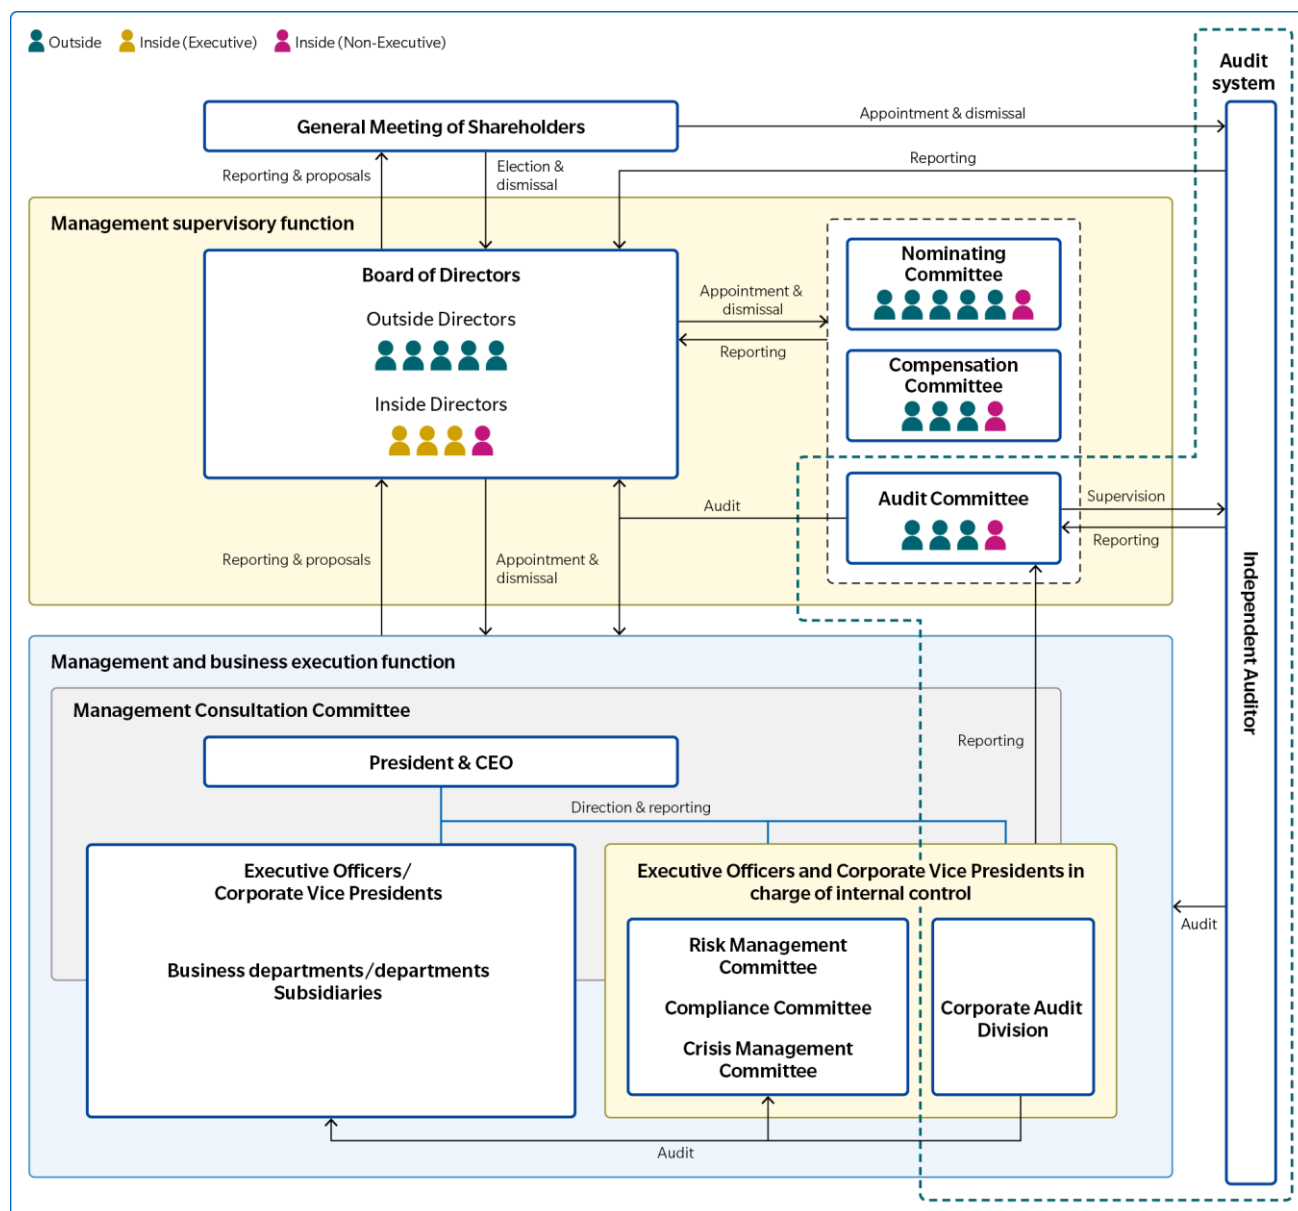 Outside
Inside (Executive)
Inside (Non-Executive)
Audit
system
General Meeting of Shareholders
Appointment & dismissal
Reporting
Reporting & proposals
Election &
dismissal
Management supervisory function
Board of Directors
Outside Directors
Inside Directors
Appointment &
dismissal
Reporting
Nominating
Committee
Compensation
Committee
Audit Committee
Audit
Supervision
Reporting
Reporting & proposals
Appointment &
dismissal
Independent Auditor
Management and business execution function
Management Consultation Committee
President & CEO
Reporting
Direction & reporting
Executive Officers/
Corporate Vice Presidents
Business departments/departments
Subsidiaries
Executive Officers and Corporate Vice Presidents in
charge of internal control
Risk Management
Committee
Compliance Committee
Crisis Management
Committee
Corporate Audit
Division
Audit
Audit